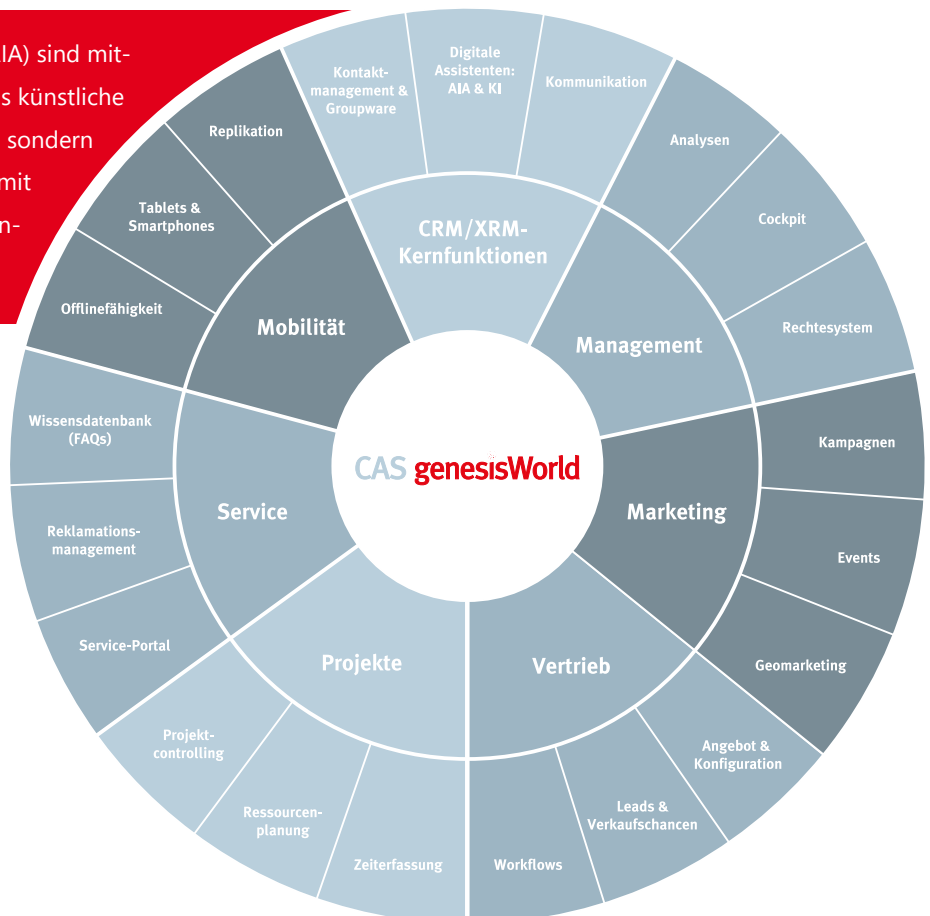 IA) sind mit-
s künstliche
sondern
mit
n-
Kontakt-
management &
Groupware
Digitale
Assistenten:
AIA & KI
Kommunikation
Analysen
Cockpit
Rechtesystem
Kampagnen
Events
Geomarketing
Angebot &
Konfiguration
Leads &
Verkaufschancen
Workflows
Zeiterfassung
Ressourcen-
planung
Projekt-
controlling
Service-Portal
Reklamations-
management
Wissensdatenbank
(FAQs)
Offlinefähigkeit
Tablets &
Smartphones
Replikation
CRM/XRM-
Kernfunktionen
Management
Marketing
Vertrieb
Projekte
Service
Mobilität
CAS genesisWorld